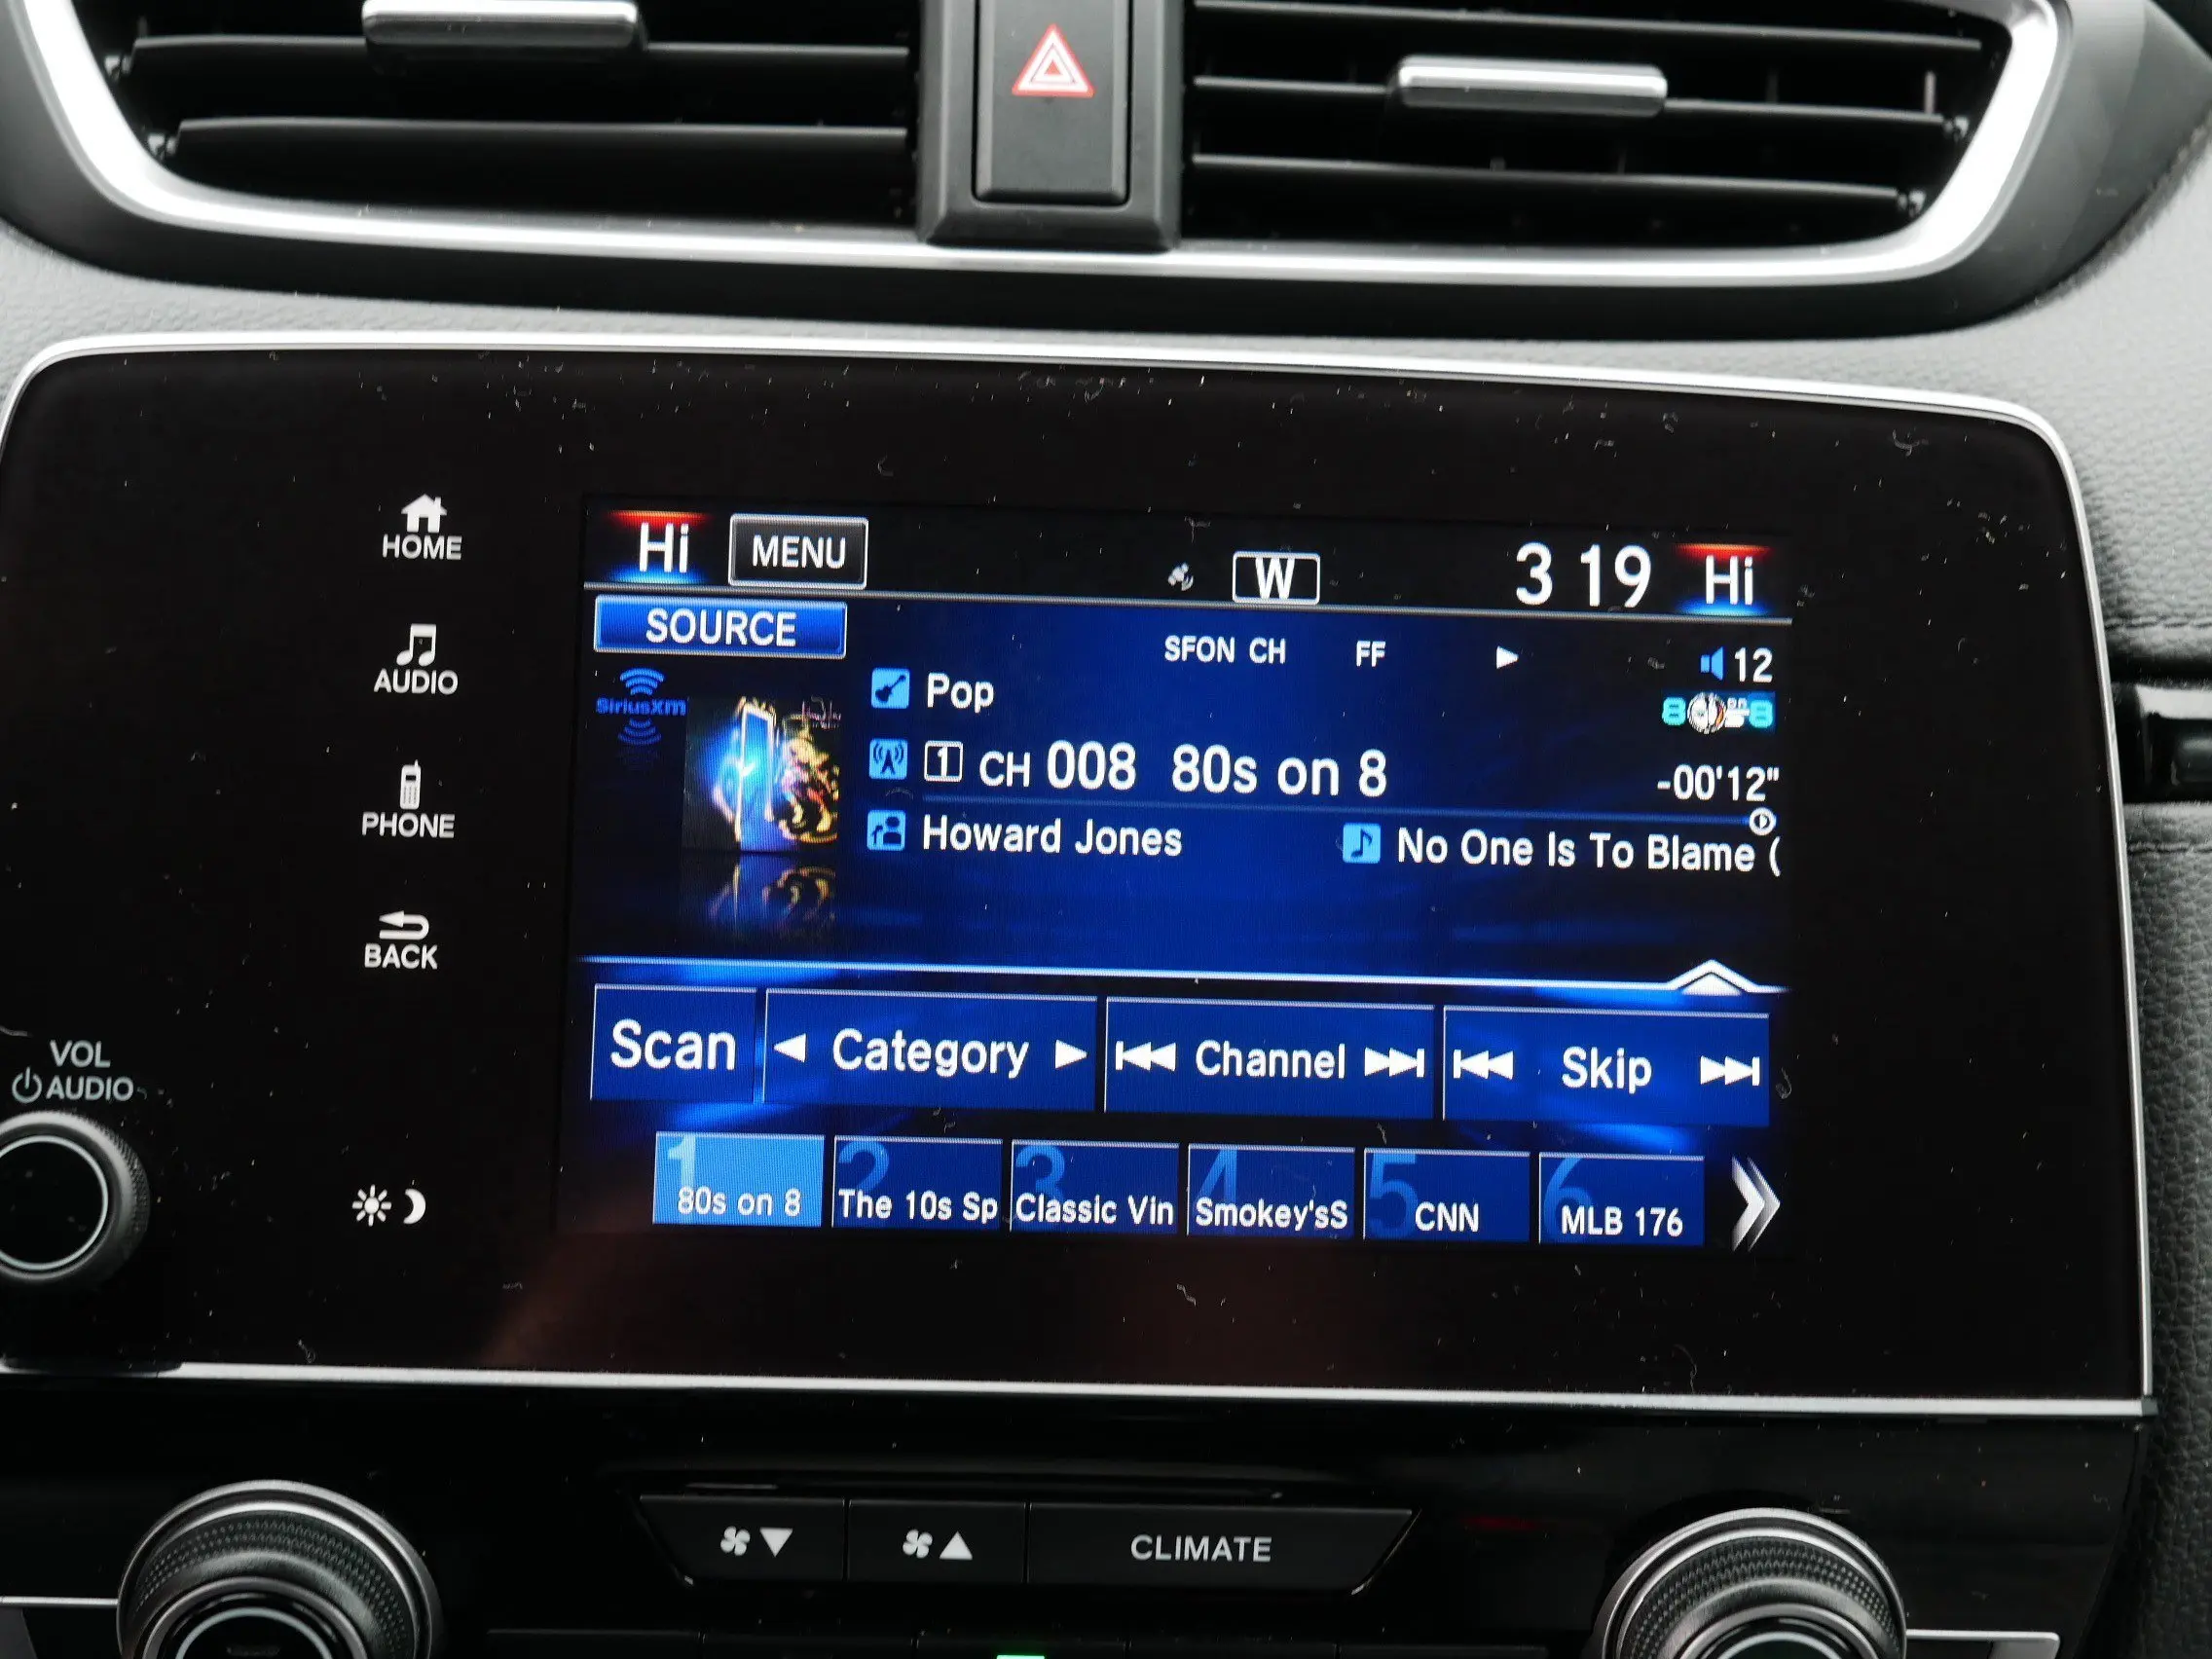 HOME
AUDIO
PHONE
BACK
VOL
AUDIO
Hi MENU W 3 19 Hi
SOURCE
SFON CH FF 12
SiriusXm
Pop
1 CH 008 80s on 8 -00'12"
Howard Jones No One Is To Blame (
Scan Category Channel Skip
1 80s on 8
2 The 10s Sp
3 Classic Vin
4 Smokey'sS
5 CNN
6 MLB 176
CLIMATE